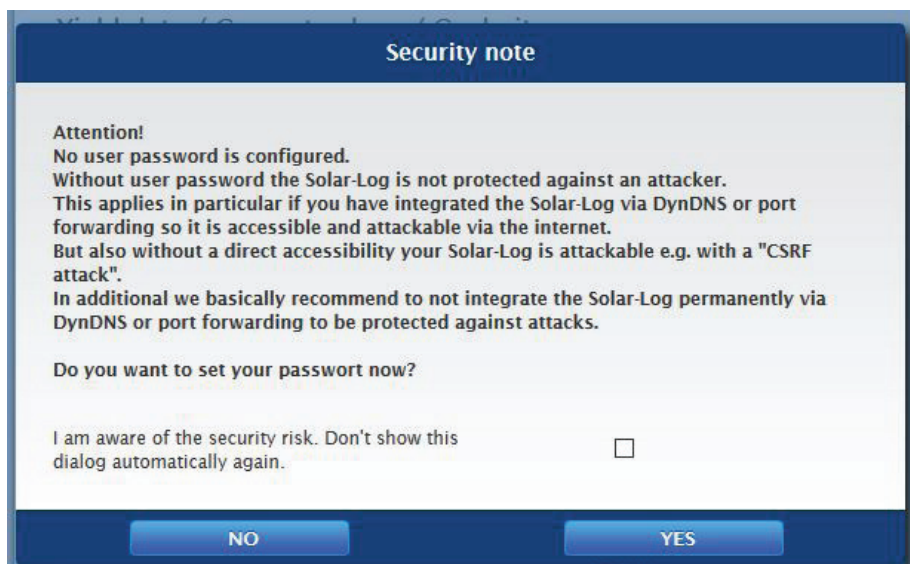 Security note
Attention!
No user password is configured.
Without user password the Solar-Log is not protected against an attacker.
This applies in particular if you have integrated the Solar-Log via DynDNS or port
forwarding so it is accessible and attackable via the internet.
But also without a direct accessibility your Solar-Log is attackable e.g. with a "CSRF
attack".
In additional we basically recommend to not integrate the Solar-Log permanently via
DynDNS or port forwarding to be protected against attacks.
Do you want to set your passwort now?
I am aware of the security risk. Don't show this
dialog automatically again.
NO
YES